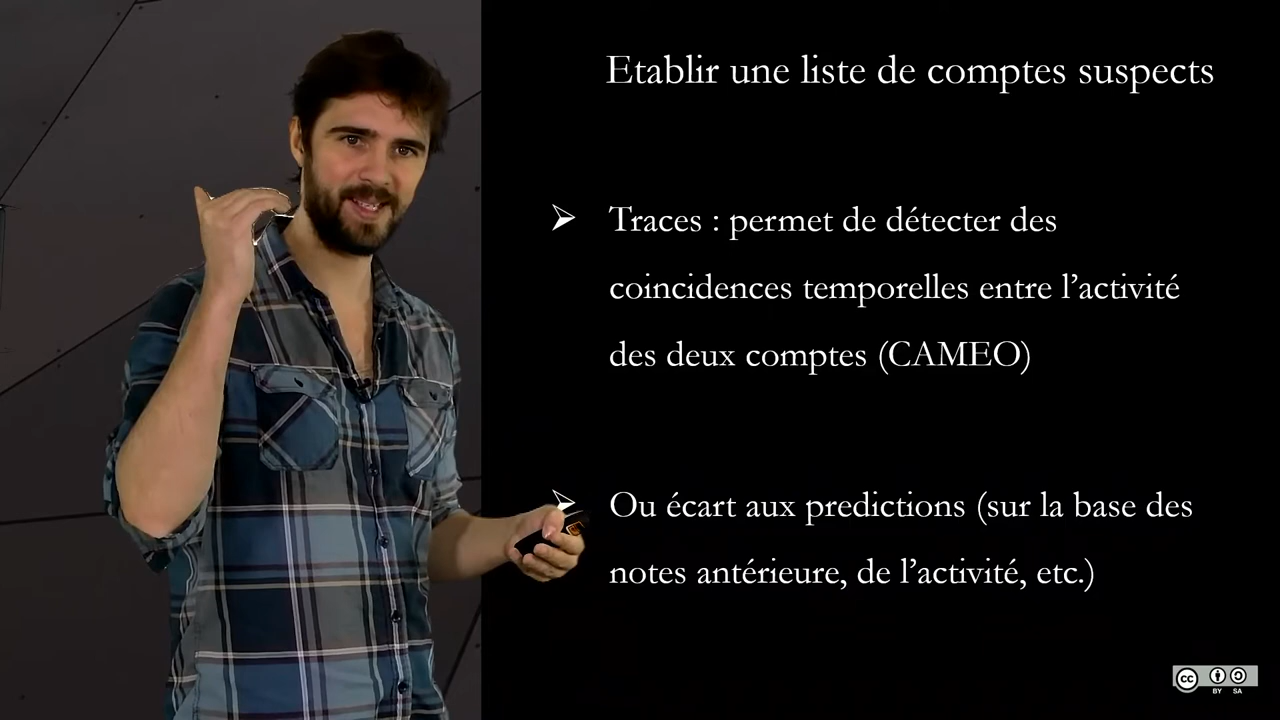 Etablir une liste de comptes suspects
Traces : permet de détecter des
coincidences temporelles entre l'activité
des deux comptes (CAMEO)
Ou écart aux predictions (sur la base des
notes antérieure, de l'activité, etc.)
cc
BY SA